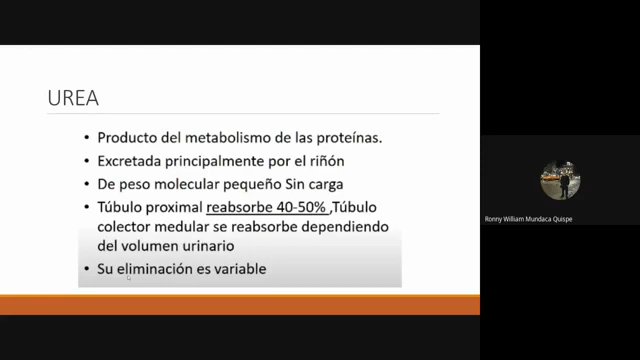 UREA
• Producto del metabolismo de las proteínas.
• Excretada principalmente por el riñón
• De peso molecular pequeño Sin carga
• Túbulo proximal reabsorbe 40-50% ,Túbulo
colector medular se reabsorbe dependiendo
del volumen urinario
• Su eliminación es variable
Ronny William Mundaca Quispe